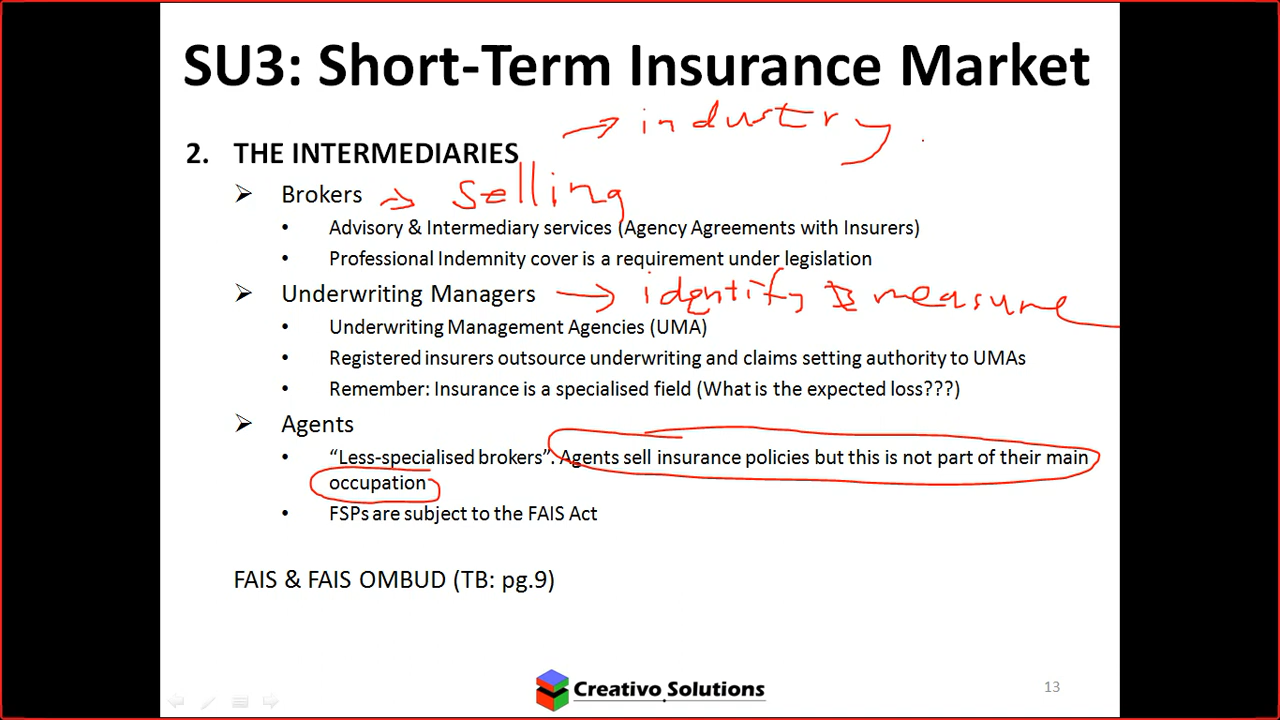 SU3: Short-Term Insurance Market
→ industry
2. THE INTERMEDIARIES
➢ Brokers → selling
• Advisory & Intermediary services (Agency Agreements with Insurers)
• Professional Indemnity cover is a requirement under legislation
➢ Underwriting Managers → identify & measure
• Underwriting Management Agencies (UMA)
• Registered insurers outsource underwriting and claims setting authority to UMAs
• Remember: Insurance is a specialised field (What is the expected loss???)
➢ Agents
• “Less-specialised brokers”. Agents sell insurance policies but this is not part of their main
occupation
• FSPs are subject to the FAIS Act
FAIS & FAIS OMBUD (TB: pg.9)
Creativo Solutions
13